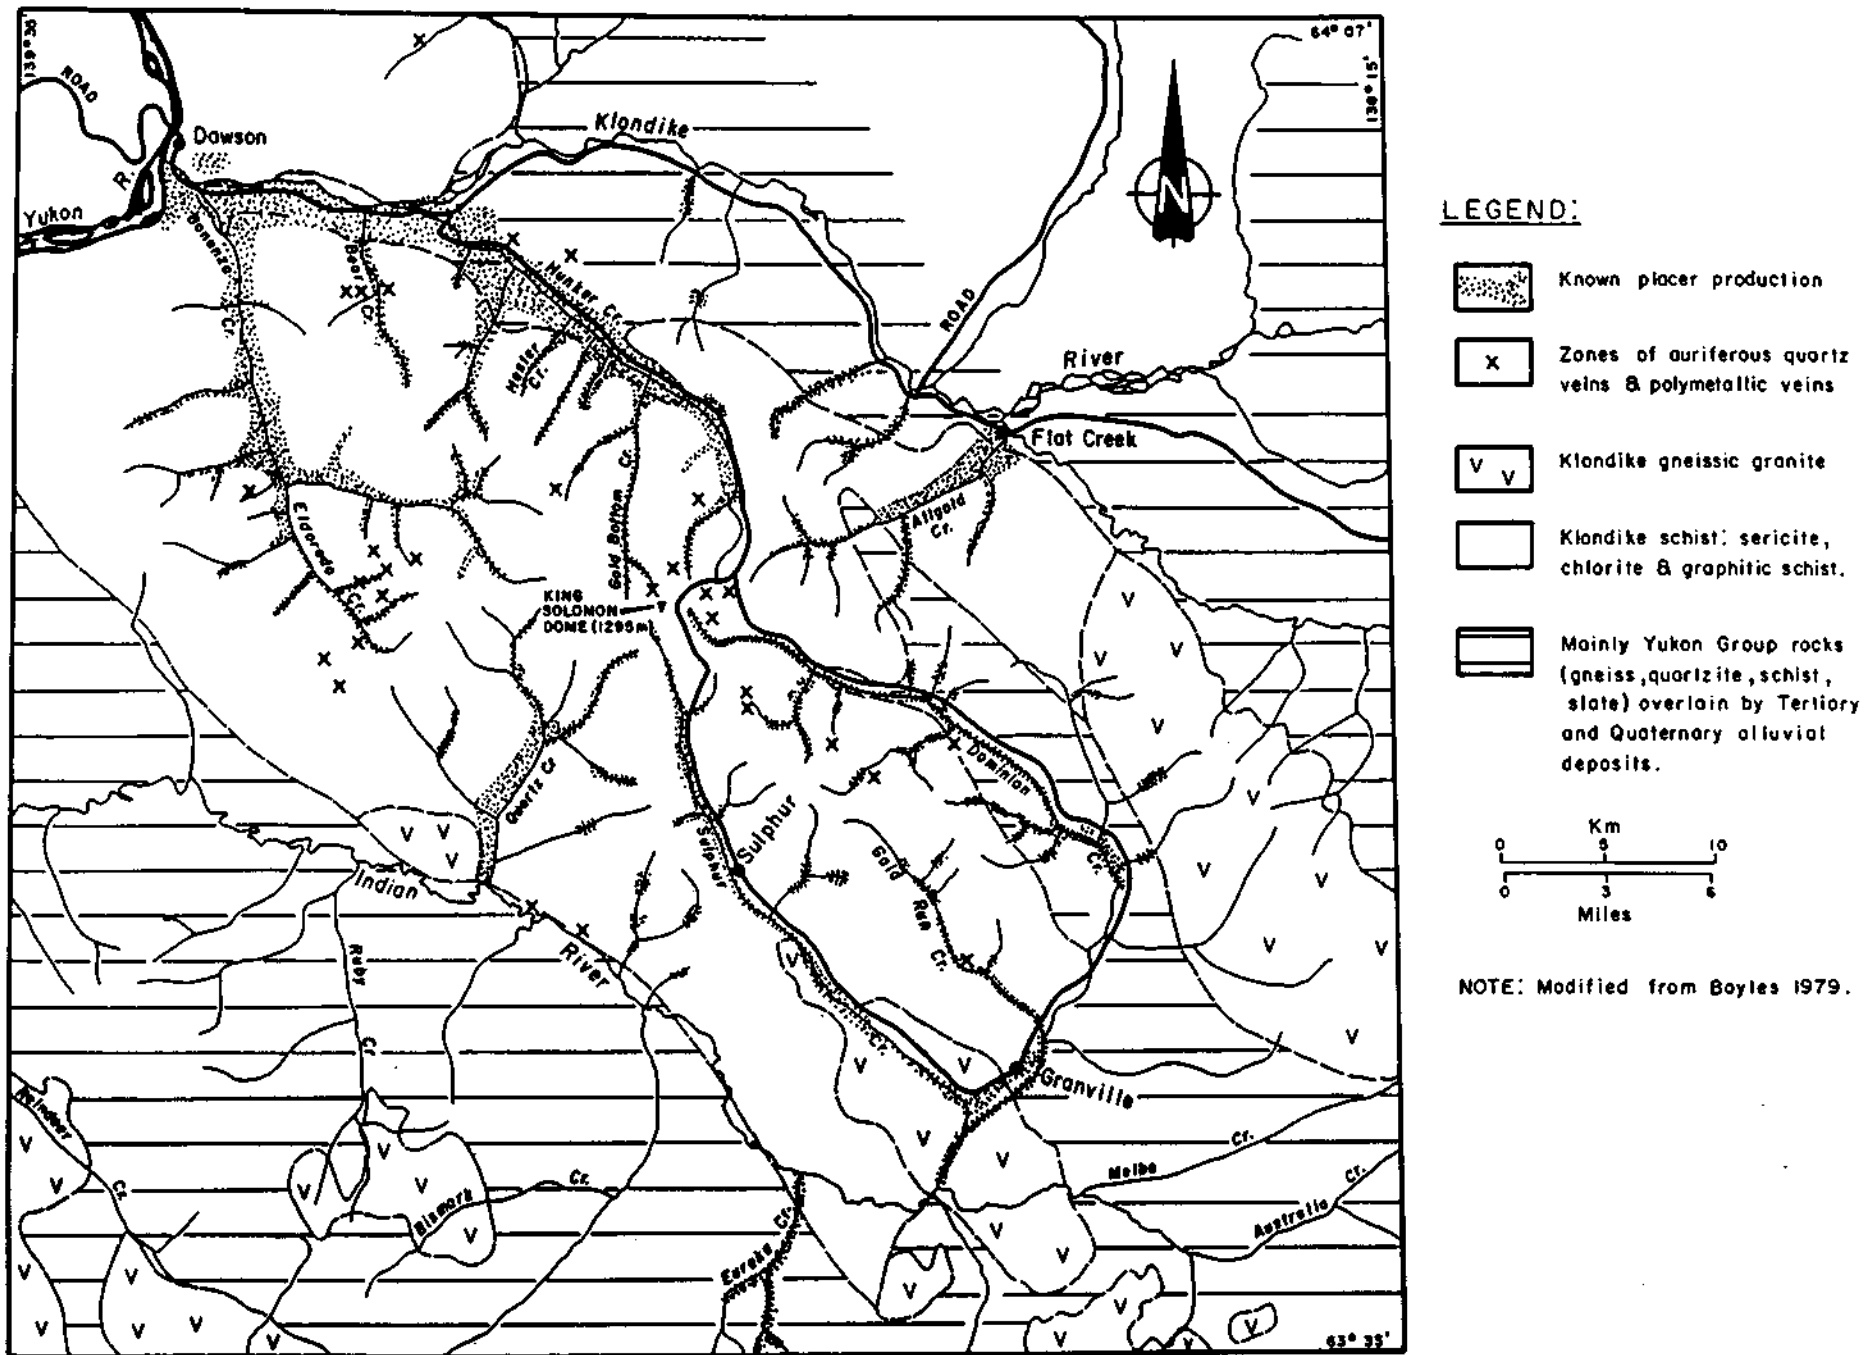 139° 35'
64° 07'
138° 15'
ROAD
Dawson
Klondike
R.
Yukon
Bonanza
Cr.
Bear
Cr.
Hunker Cr.
Hester
Cr.
ROAD
River
Flat Creek
Allgold
Cr.
Eldorado
Cr.
Gold Bottom
Cr.
KING
SOLOMON
DOME (1295m)
Quartz Cr
Sulphur
Sulphur
Cr.
Dominion
Cr.
Gold
Run
Cr.
Indian
River
Ruby
Cr.
Granville
Reindeer
Cr.
Bismark
Cr.
Eureka
Cr.
Melba
Cr.
Australia
Cr.
63° 35'
N
LEGEND:
Known placer production
x
Zones of auriferous quartz
veins & polymetallic veins
V V
Klondike gneissic granite
Klondike schist: sericite,
chlorite & graphitic schist.
Mainly Yukon Group rocks
(gneiss, quartzite, schist,
slate) overlain by Tertiary
and Quaternary alluvial
deposits.
Km
0 5 10
0 3 6
Miles
NOTE: Modified from Boyles 1979.